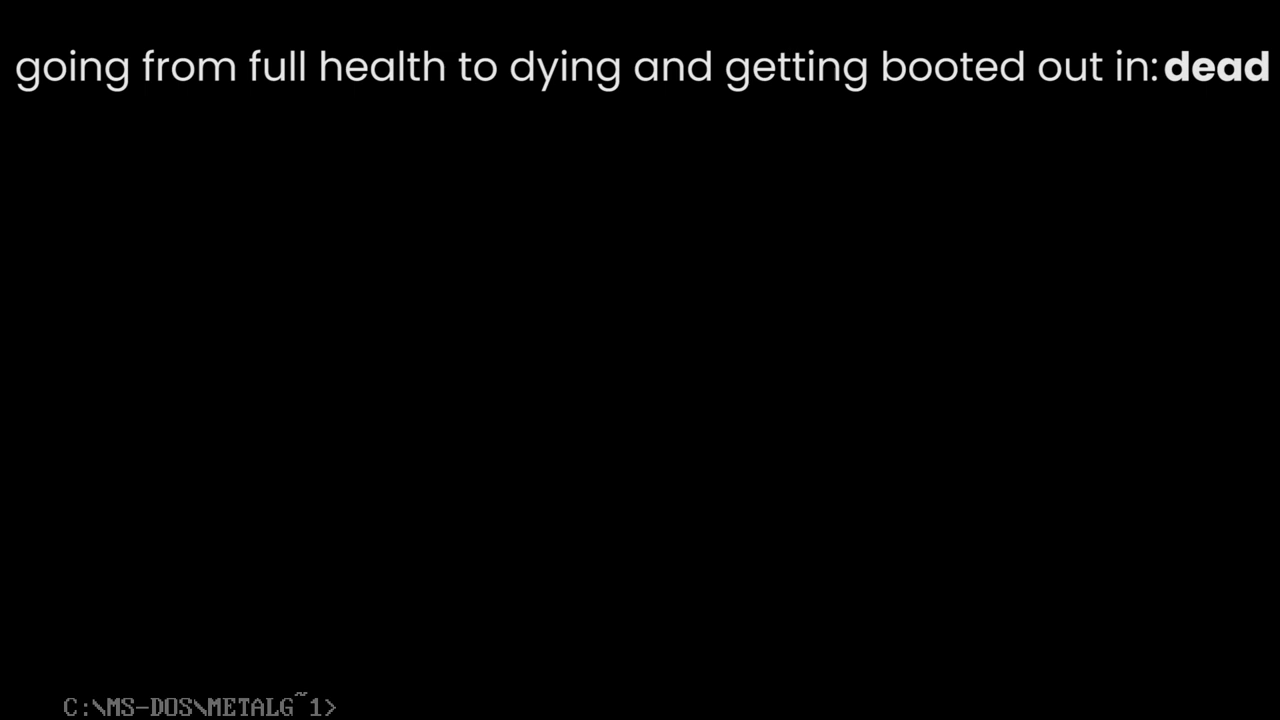 going from full health to dying and getting booted out in: dead
C:\MS-DOS\METALG~1>